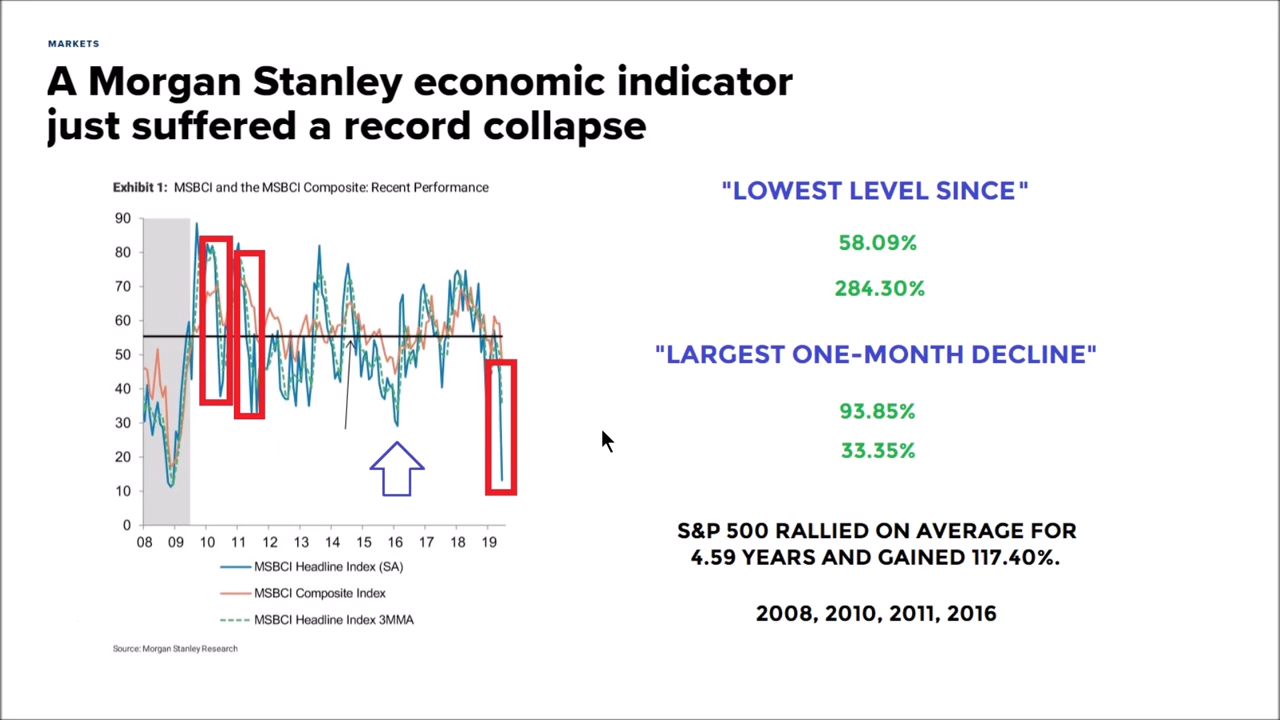 MARKETS
A Morgan Stanley economic indicator
just suffered a record collapse
Exhibit 1: MSBCI and the MSBCI Composite: Recent Performance
90
80
70
60
50
40
30
20
10
0
08 09 10 11 12 13 14 15 16 17 18 19
MSBCI Headline Index (SA)
MSBCI Composite Index
MSBCI Headline Index 3MMA
Source: Morgan Stanley Research
"LOWEST LEVEL SINCE"
58.09%
284.30%
"LARGEST ONE-MONTH DECLINE"
93.85%
33.35%
S&P 500 RALLIED ON AVERAGE FOR
4.59 YEARS AND GAINED 117.40%.
2008, 2010, 2011, 2016